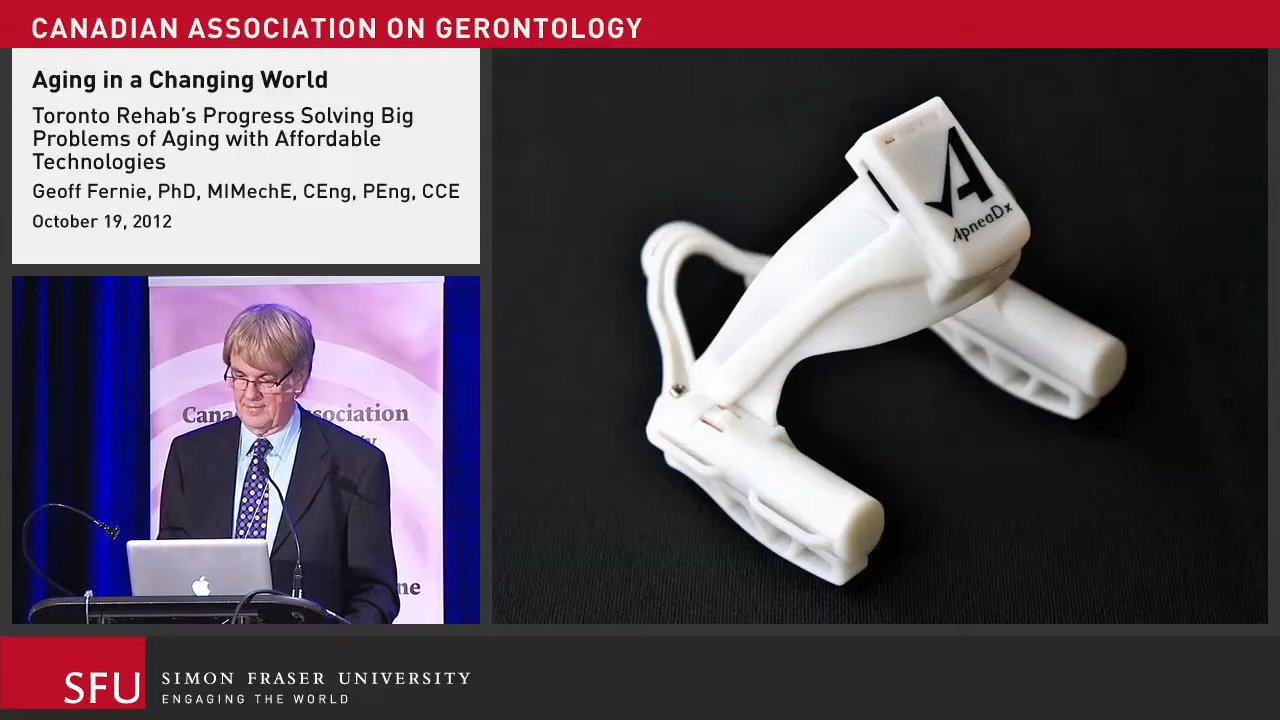 CANADIAN ASSOCIATION ON GERONTOLOGY
Aging in a Changing World
Toronto Rehab's Progress Solving Big
Problems of Aging with Affordable
Technologies
Geoff Fernie, PhD, MIMechE, CEng, PEng, CCE
October 19, 2012
ApneaDx
SFU
SIMON FRASER UNIVERSITY
ENGAGING THE WORLD